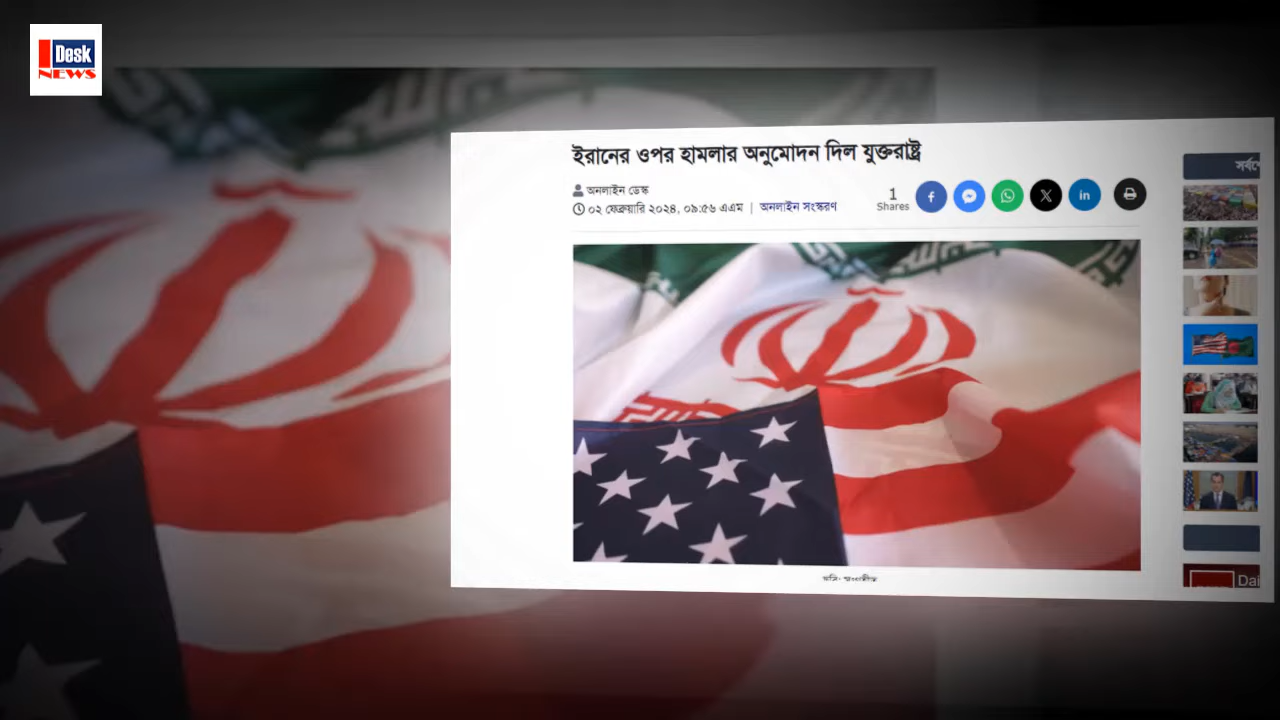 Desk
NEWS
ইরানের ওপর হামলার অনুমোদন দিল যুক্তরাষ্ট্র
অনলাইন ডেস্ক
০২ ফেব্রুয়ারি ২০২৪, ০৯:৫৬ এএম | অনলাইন সংস্করণ
1
Shares